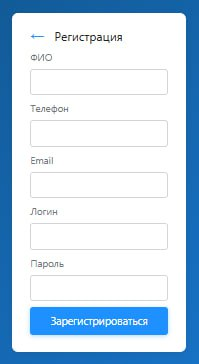 ← Регистрация
ФИО
Телефон
Email
Логин
Пароль
Зарегистрироваться